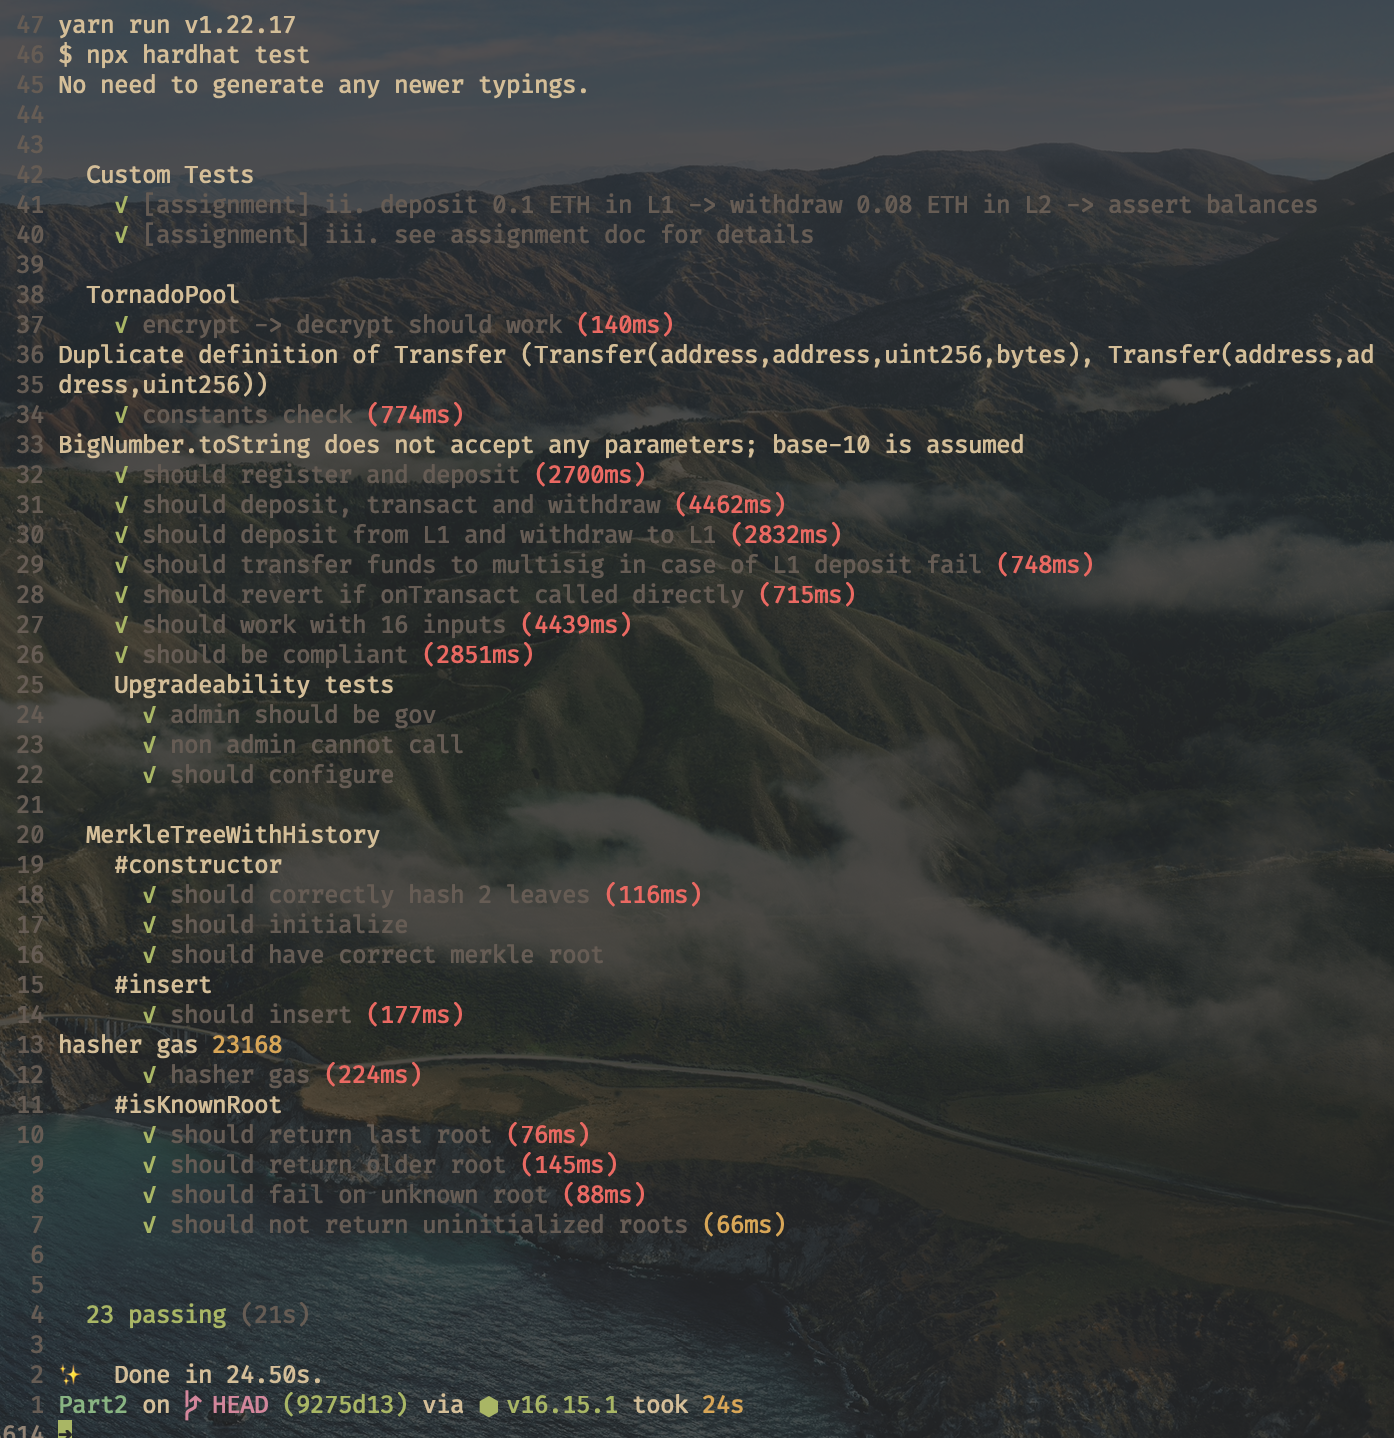 47 yarn run v1.22.17
46 $ npx hardhat test
45 No need to generate any newer typings.
44
43
42 Custom Tests
41 √ [assignment] ii. deposit 0.1 ETH in L1 -> withdraw 0.08 ETH in L2 -> assert balances
40 √ [assignment] iii. see assignment doc for details
39
38 TornadoPool
37 √ encrypt -> decrypt should work (140ms)
36 Duplicate definition of Transfer (Transfer(address,address,uint256,bytes), Transfer(address,ad
35 dress,uint256))
34 √ constants check (774ms)
33 BigNumber.toString does not accept any parameters; base-10 is assumed
32 √ should register and deposit (2700ms)
31 √ should deposit, transact and withdraw (4462ms)
30 √ should deposit from L1 and withdraw to L1 (2832ms)
29 √ should transfer funds to multisig in case of L1 deposit fail (748ms)
28 √ should revert if onTransact called directly (715ms)
27 √ should work with 16 inputs (4439ms)
26 √ should be compliant (2851ms)
25 Upgradeability tests
24 √ admin should be gov
23 √ non admin cannot call
22 √ should configure
21
20 MerkleTreeWithHistory
19 #constructor
18 √ should correctly hash 2 leaves (116ms)
17 √ should initialize
16 √ should have correct merkle root
15 #insert
14 √ should insert (177ms)
13 hasher gas 23168
12 √ hasher gas (224ms)
11 #isKnownRoot
10 √ should return last root (76ms)
9 √ should return older root (145ms)
8 √ should fail on unknown root (88ms)
7 √ should not return uninitialized roots (66ms)
6
5
4 23 passing (21s)
3
2 ✨ Done in 24.50s.
1 Part2 on HEAD (9275d13) via ⬢ v16.15.1 took 24s
614